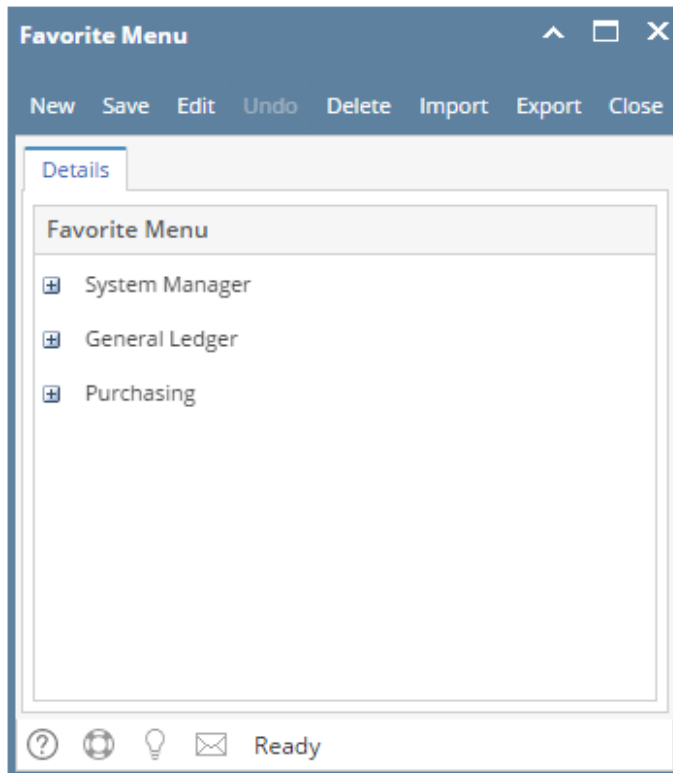 Favorite Menu
New Save Edit Undo Delete Import Export Close
Details
Favorite Menu
System Manager
General Ledger
Purchasing
Ready